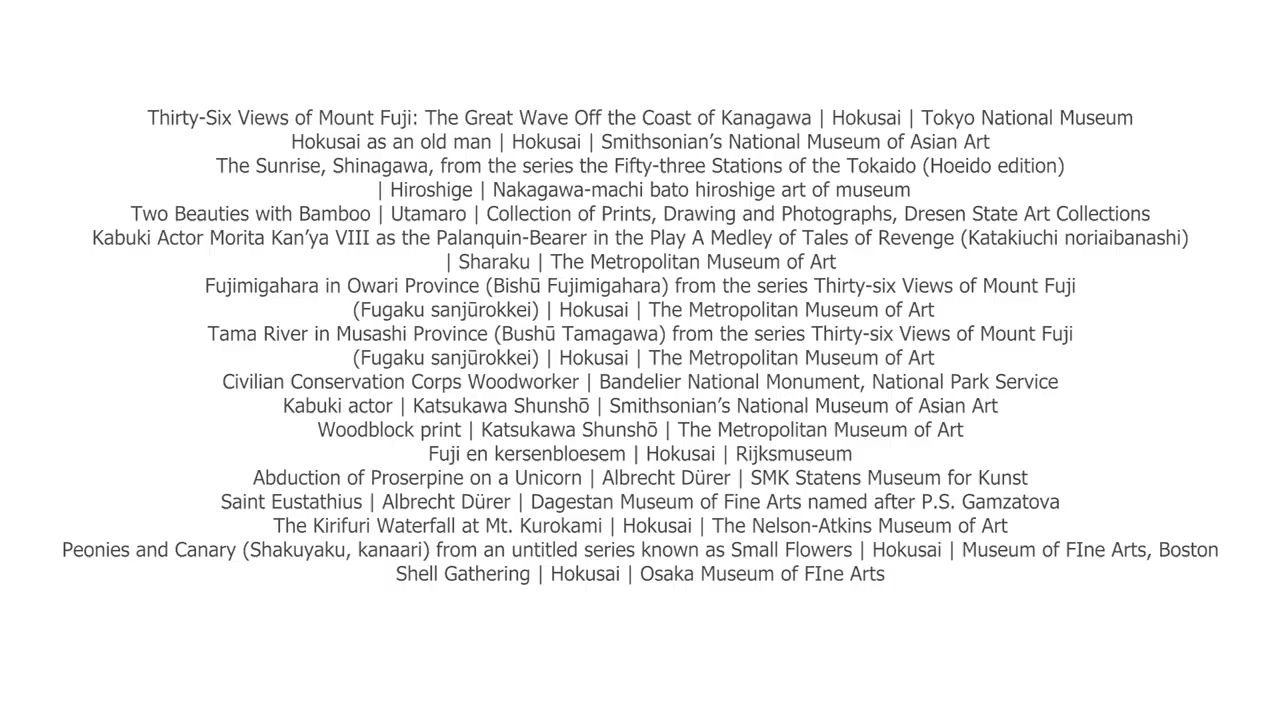 Thirty-Six Views of Mount Fuji: The Great Wave Off the Coast of Kanagawa | Hokusai | Tokyo National Museum
Hokusai as an old man | Hokusai | Smithsonian’s National Museum of Asian Art
The Sunrise, Shinagawa, from the series the Fifty-three Stations of the Tokaido (Hoeido edition)
| Hiroshige | Nakagawa-machi bato hiroshige art of museum
Two Beauties with Bamboo | Utamaro | Collection of Prints, Drawing and Photographs, Dresen State Art Collections
Kabuki Actor Morita Kan’ya VIII as the Palanquin-Bearer in the Play A Medley of Tales of Revenge (Katakiuchi noriaibanashi)
| Sharaku | The Metropolitan Museum of Art
Fujimigahara in Owari Province (Bishū Fujimigahara) from the series Thirty-six Views of Mount Fuji
(Fugaku sanjūrokkei) | Hokusai | The Metropolitan Museum of Art
Tama River in Musashi Province (Bushū Tamagawa) from the series Thirty-six Views of Mount Fuji
(Fugaku sanjūrokkei) | Hokusai | The Metropolitan Museum of Art
Civilian Conservation Corps Woodworker | Bandelier National Monument, National Park Service
Kabuki actor | Katsukawa Shunshō | Smithsonian’s National Museum of Asian Art
Woodblock print | Katsukawa Shunshō | The Metropolitan Museum of Art
Fuji en kersenbloesem | Hokusai | Rijksmuseum
Abduction of Proserpine on a Unicorn | Albrecht Dürer | SMK Statens Museum for Kunst
Saint Eustathius | Albrecht Dürer | Dagestan Museum of Fine Arts named after P.S. Gamzatova
The Kirifuri Waterfall at Mt. Kurokami | Hokusai | The Nelson-Atkins Museum of Art
Peonies and Canary (Shakuyaku, kanaari) from an untitled series known as Small Flowers | Hokusai | Museum of FIne Arts, Boston
Shell Gathering | Hokusai | Osaka Museum of FIne Arts